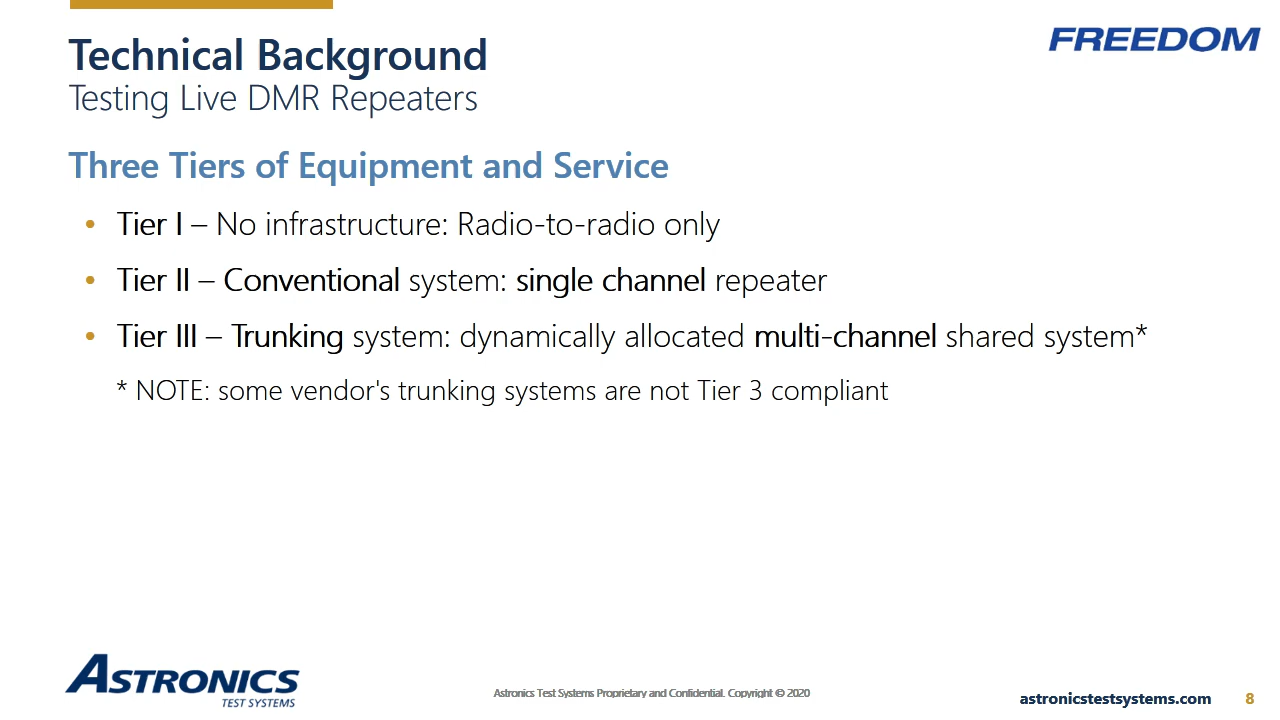 Technical Background
FREEDOM
Testing Live DMR Repeaters
Three Tiers of Equipment and Service
• Tier I – No infrastructure: Radio-to-radio only
• Tier II – Conventional system: single channel repeater
• Tier III – Trunking system: dynamically allocated multi-channel shared system*
* NOTE: some vendor's trunking systems are not Tier 3 compliant
ASTRONICS
TEST SYSTEMS
Astronics Test Systems Proprietary and Confidential. Copyright © 2020
astronicstestsystems.com 8